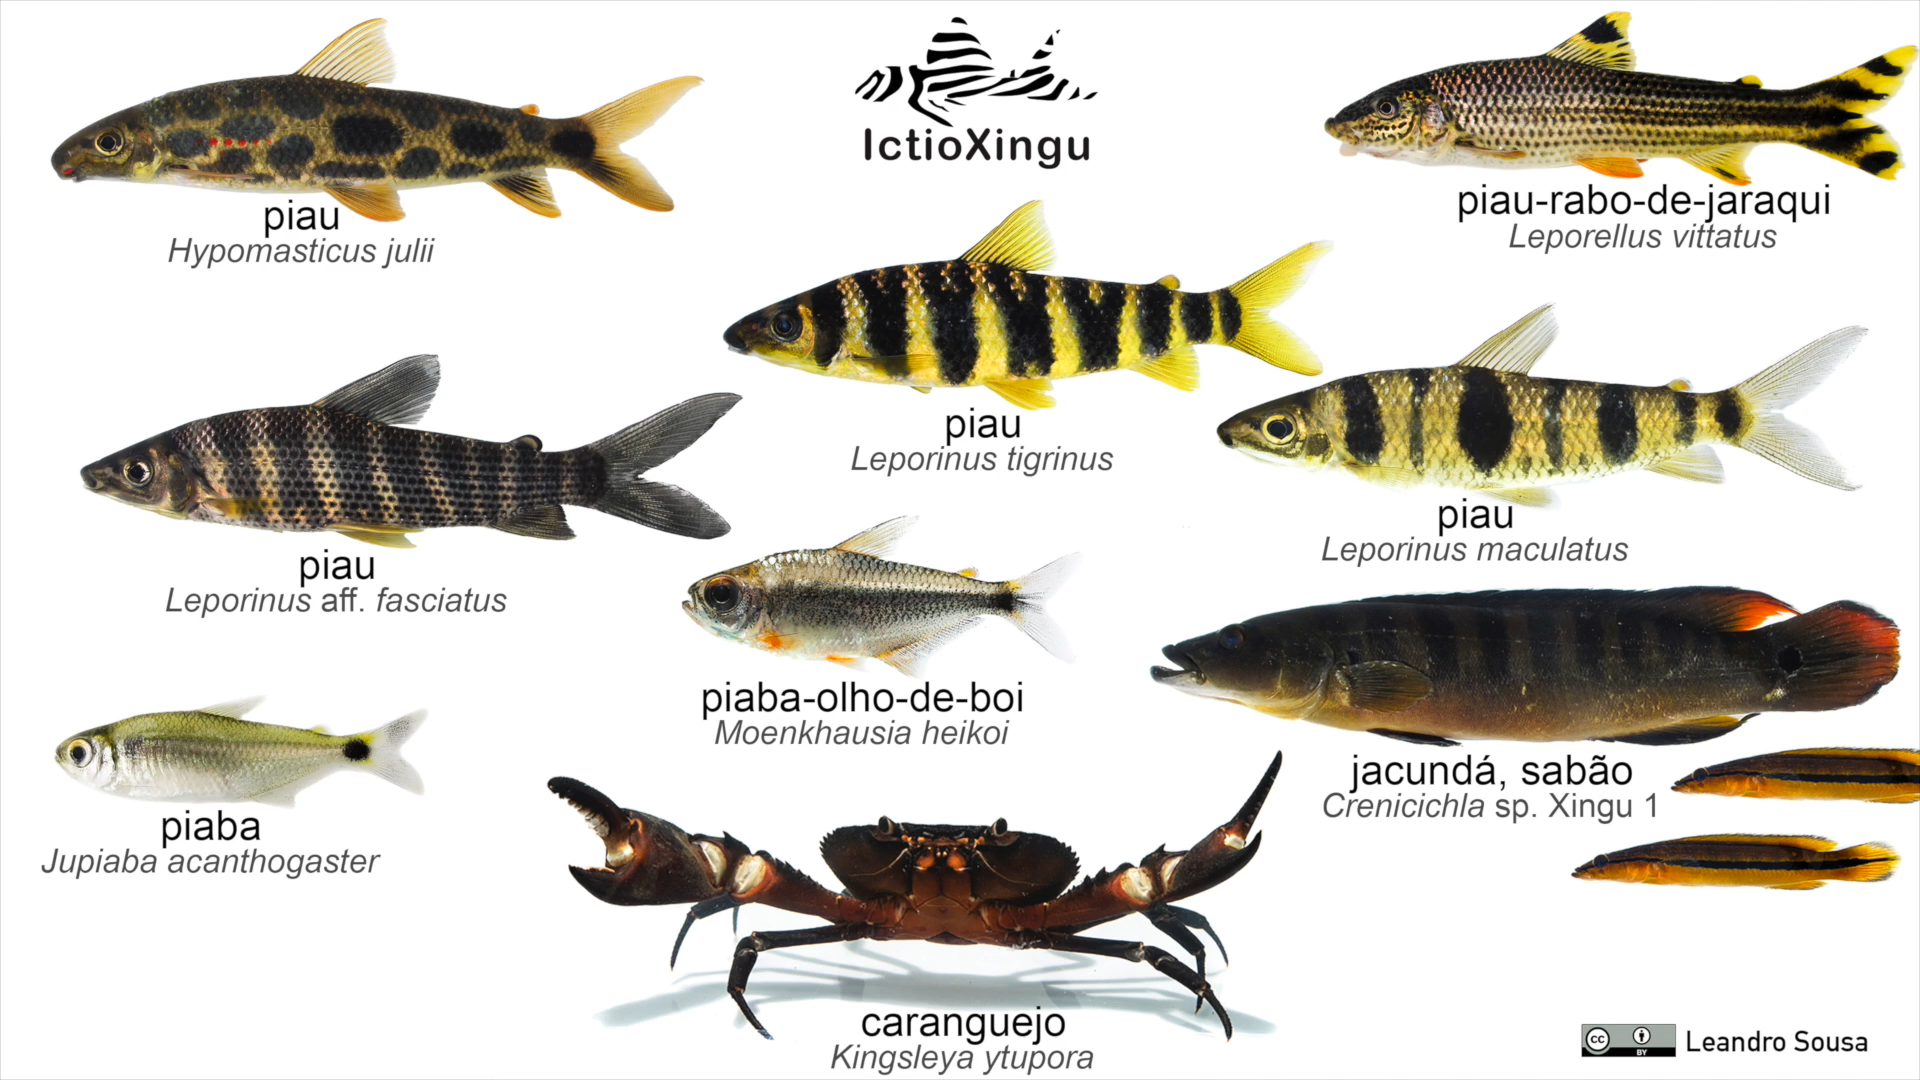 IctioXingu
piau
Hypomasticus julii
piau-rabo-de-jaraqui
Leporellus vittatus
piau
Leporinus tigrinus
piau
Leporinus maculatus
piau
Leporinus aff. fasciatus
piaba-olho-de-boi
Moenkhausia heikoi
jacundá, sabão
Crenicichla sp. Xingu 1
piaba
Jupiaba acanthogaster
caranguejo
Kingsleya ytupora
cc BY Leandro Sousa